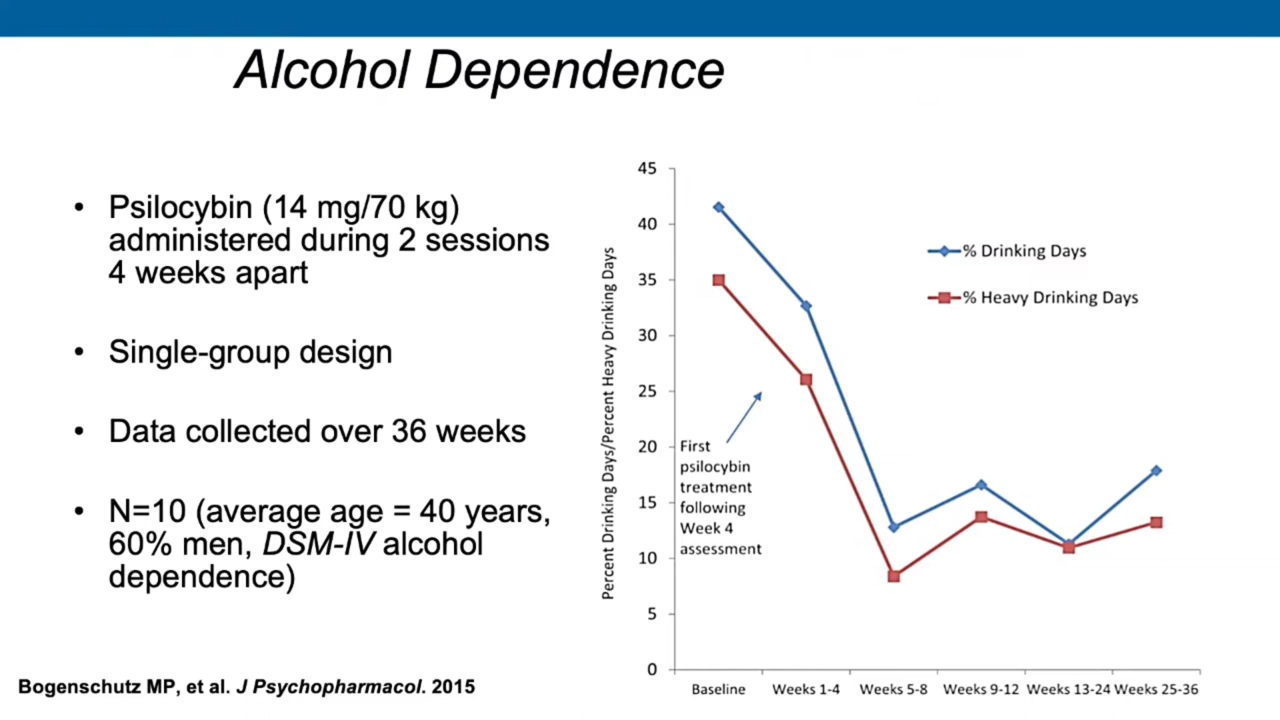 Alcohol Dependence
• Psilocybin (14 mg/70 kg)
administered during 2 sessions
4 weeks apart
• Single-group design
• Data collected over 36 weeks
• N=10 (average age = 40 years,
60% men, DSM-IV alcohol
dependence)
Bogenschutz MP, et al. J Psychopharmacol. 2015
Percent Drinking Days/Percent Heavy Drinking Days
45
40
35
30
25
20
15
10
5
0
% Drinking Days
% Heavy Drinking Days
First
psilocybin
treatment
following
Week 4
assessment
Baseline
Weeks 1-4
Weeks 5-8
Weeks 9-12
Weeks 13-24
Weeks 25-36